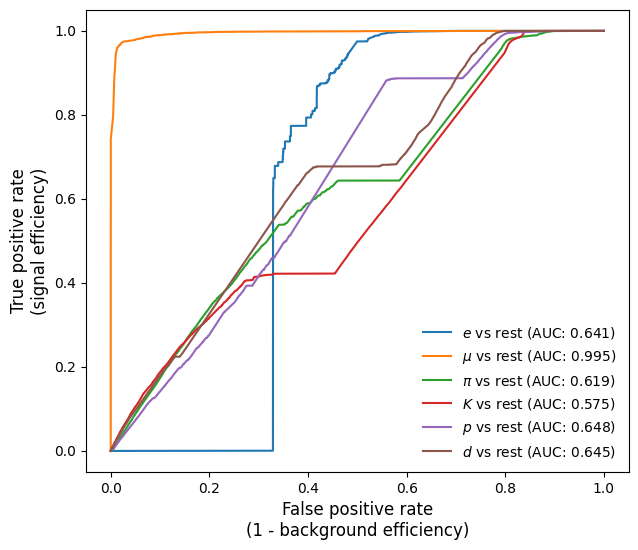 True positive rate
(signal efficiency)
1.0
0.8
0.6
0.4
0.2
0.0
0.0 0.2 0.4 0.6 0.8 1.0
False positive rate
(1 - background efficiency)
e vs rest (AUC: 0.641)
μ vs rest (AUC: 0.995)
π vs rest (AUC: 0.619)
K vs rest (AUC: 0.575)
p vs rest (AUC: 0.648)
d vs rest (AUC: 0.645)